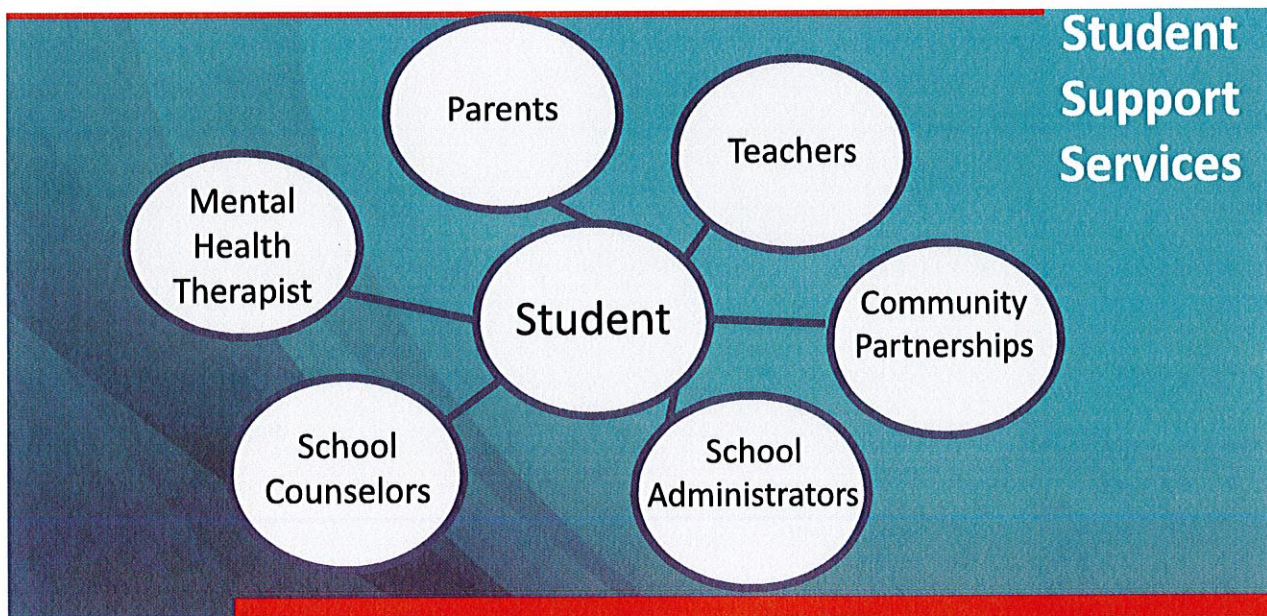 Student
Support
Services
Parents
Teachers
Mental
Health
Therapist
Student
Community
Partnerships
School
Counselors
School
Administrators